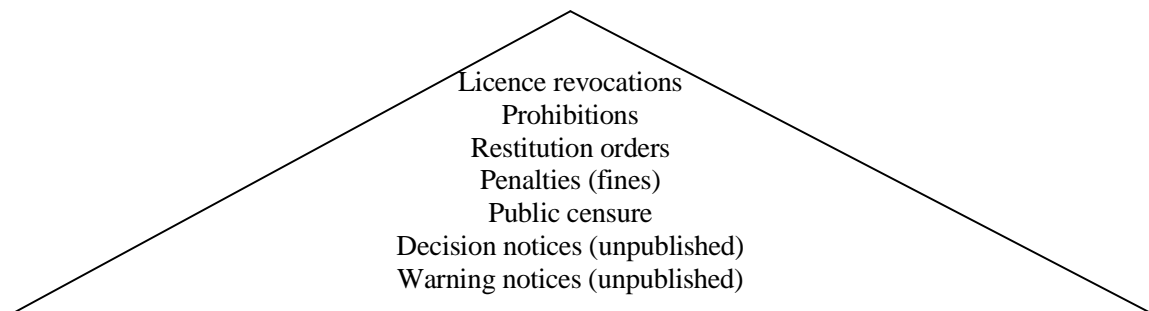 Licence revocations
Prohibitions
Restitution orders
Penalties (fines)
Public censure
Decision notices (unpublished)
Warning notices (unpublished)